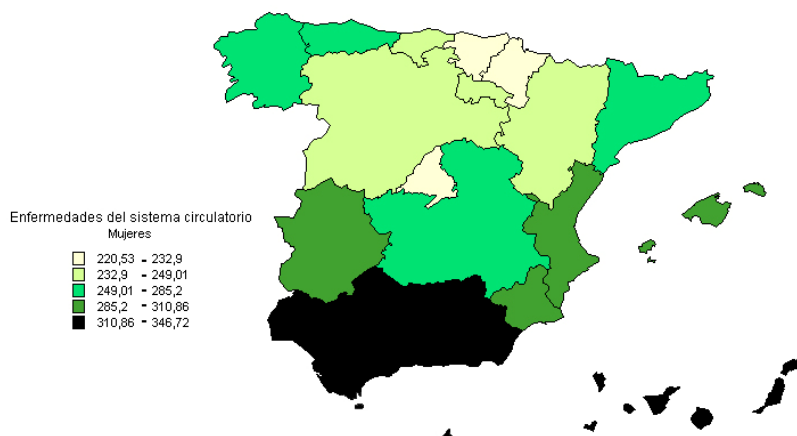 Enfermedades del sistema circulatorio
Mujeres
220,53 - 232,9
232,9 - 249,01
249,01 - 285,2
285,2 - 310,86
310,86 - 346,72